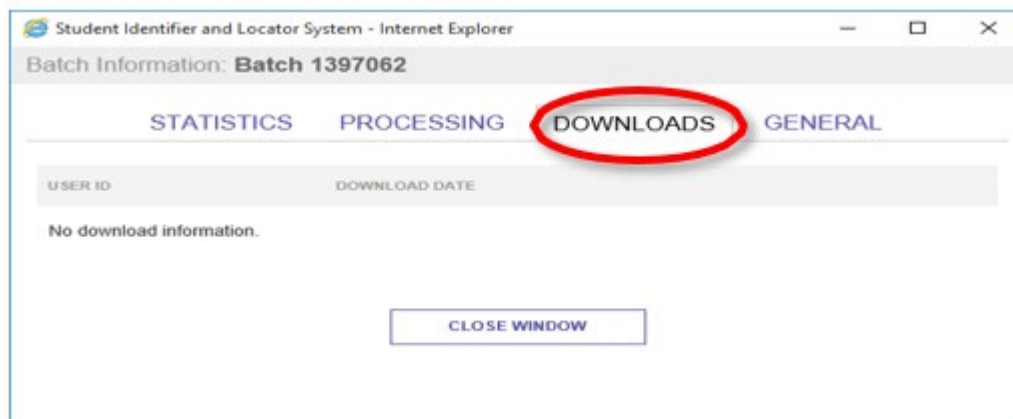 Student Identifier and Locator System - Internet Explorer
Batch Information: Batch 1397062
STATISTICS PROCESSING DOWNLOADS GENERAL
USER ID DOWNLOAD DATE
No download information.
CLOSE WINDOW